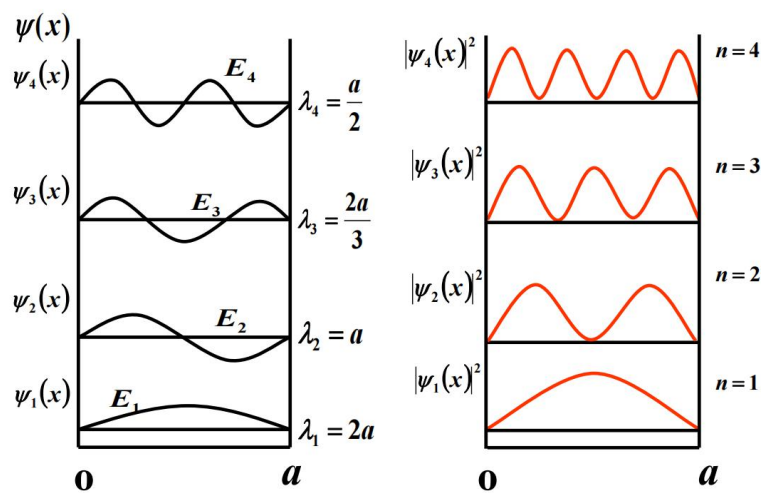 ψ(x)
ψ₄(x) E₄ λ₄ = a/2
ψ₃(x) E₃ λ₃ = 2a/3
ψ₂(x) E₂ λ₂ = a
ψ₁(x) E₁ λ₁ = 2a
0 a
|ψ₄(x)|² n = 4
|ψ₃(x)|² n = 3
|ψ₂(x)|² n = 2
|ψ₁(x)|² n = 1
0 a